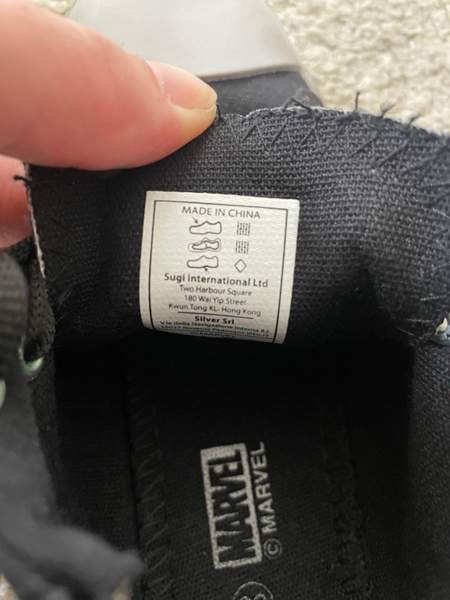 MADE IN CHINA
Sugi International Ltd
Two Harbour Square
180 Wai Yip Street
Kwun Tong KL- Hong Kong
Silver Srl
MARVEL
© MARVEL